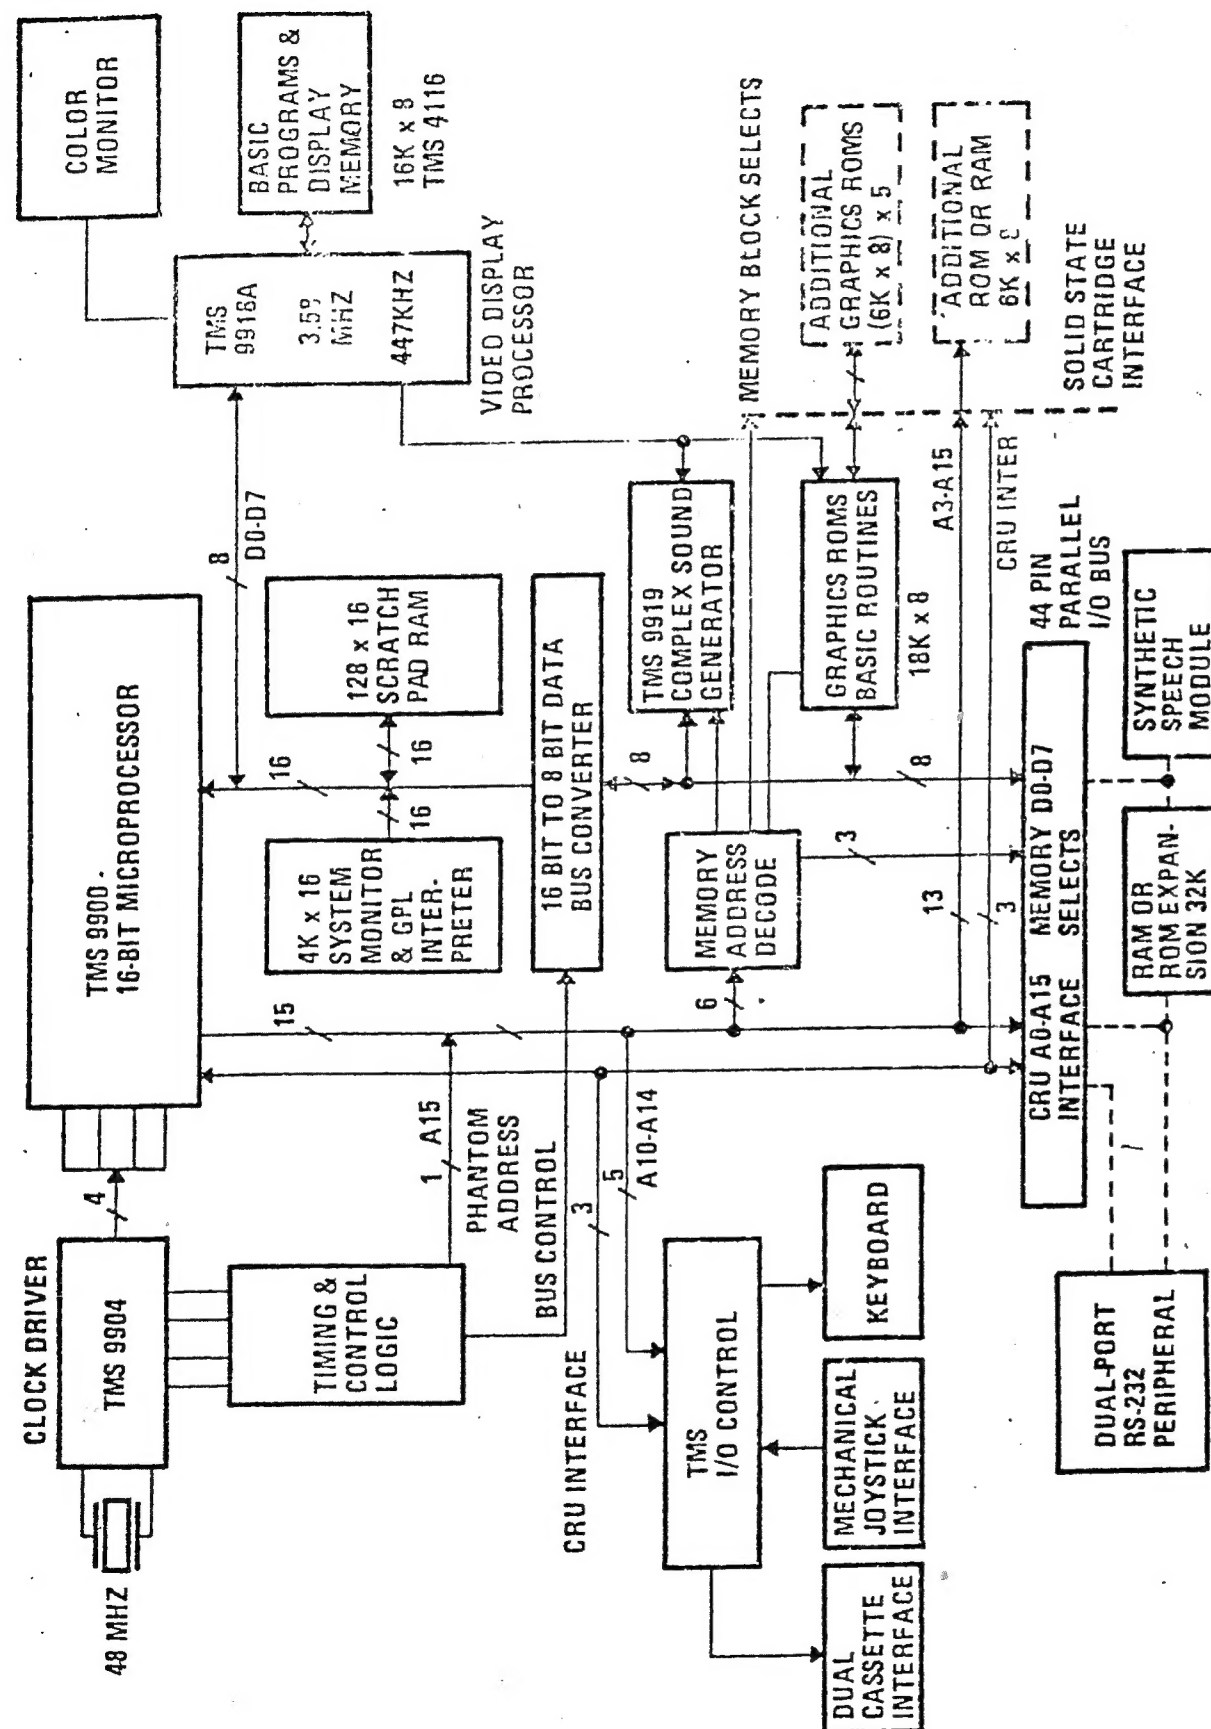 48 MHZ
CLOCK DRIVER
TMS 9904
4
TMS 9900 -
16-BIT MICROPROCESSOR
COLOR
MONITOR
TIMING &
CONTROL
LOGIC
1
A15
PHANTOM
ADDRESS
BUS CONTROL
15
4K x 16
SYSTEM
MONITOR
& GPL
INTER-
PRETER
16
16
16
128 x 16
SCRATCH
PAD RAM
8
D0-D7
TMS
9918A
3.58
MHZ
447KHZ
VIDEO DISPLAY
PROCESSOR
BASIC
PROGRAMS &
DISPLAY
MEMORY
16K x 8
TMS 4116
CRU INTERFACE
3
5
A10-A14
16 BIT TO 8 BIT DATA
BUS CONVERTER
8
TMS
I/O CONTROL
6
MEMORY
ADDRESS
DECODE
TMS 9919
COMPLEX SOUND
GENERATOR
MEMORY BLOCK SELECTS
DUAL
CASSETTE
INTERFACE
MECHANICAL
JOYSTICK
INTERFACE
KEYBOARD
3
8
GRAPHICS ROMS
BASIC ROUTINES
18K x 8
ADDITIONAL
GRAPHICS ROMS
(6K x 8) x 5
13
3
A3-A15
CRU INTER
ADDITIONAL
ROM OR RAM
6K x 8
SOLID STATE
CARTRIDGE
INTERFACE
CRU A0-A15 MEMORY D0-D7
INTERFACE SELECTS
44 PIN
PARALLEL
I/O BUS
DUAL-PORT
RS-232
PERIPHERAL
RAM OR
ROM EXPAN-
SION 32K
SYNTHETIC
SPEECH
MODULE